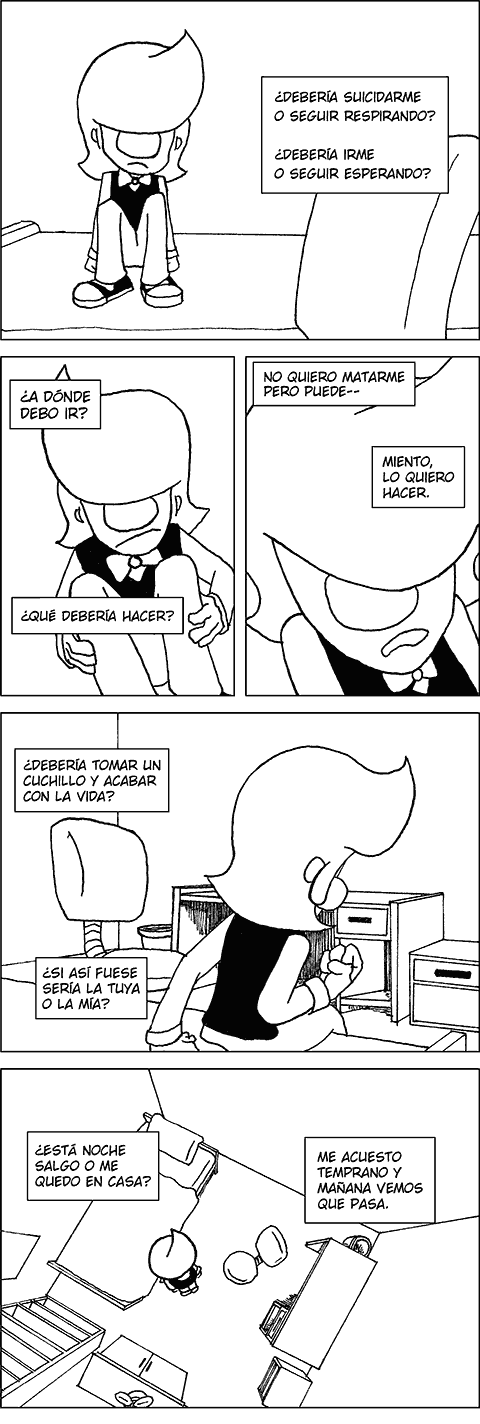 ¿DEBERÍA SUICIDARME
O SEGUIR RESPIRANDO?
¿DEBERÍA IRME
O SEGUIR ESPERANDO?
¿A DÓNDE
DEBO IR?
¿QUÉ DEBERÍA HACER?
NO QUIERO MATARME
PERO PUEDE--
MIENTO,
LO QUIERO
HACER.
¿DEBERÍA TOMAR UN
CUCHILLO Y ACABAR
CON LA VIDA?
¿SI ASÍ FUESE
SERÍA LA TUYA
O LA MÍA?
¿ESTÁ NOCHE
SALGO O ME
QUEDO EN CASA?
ME ACUESTO
TEMPRANO Y
MAÑANA VEMOS
QUE PASA.